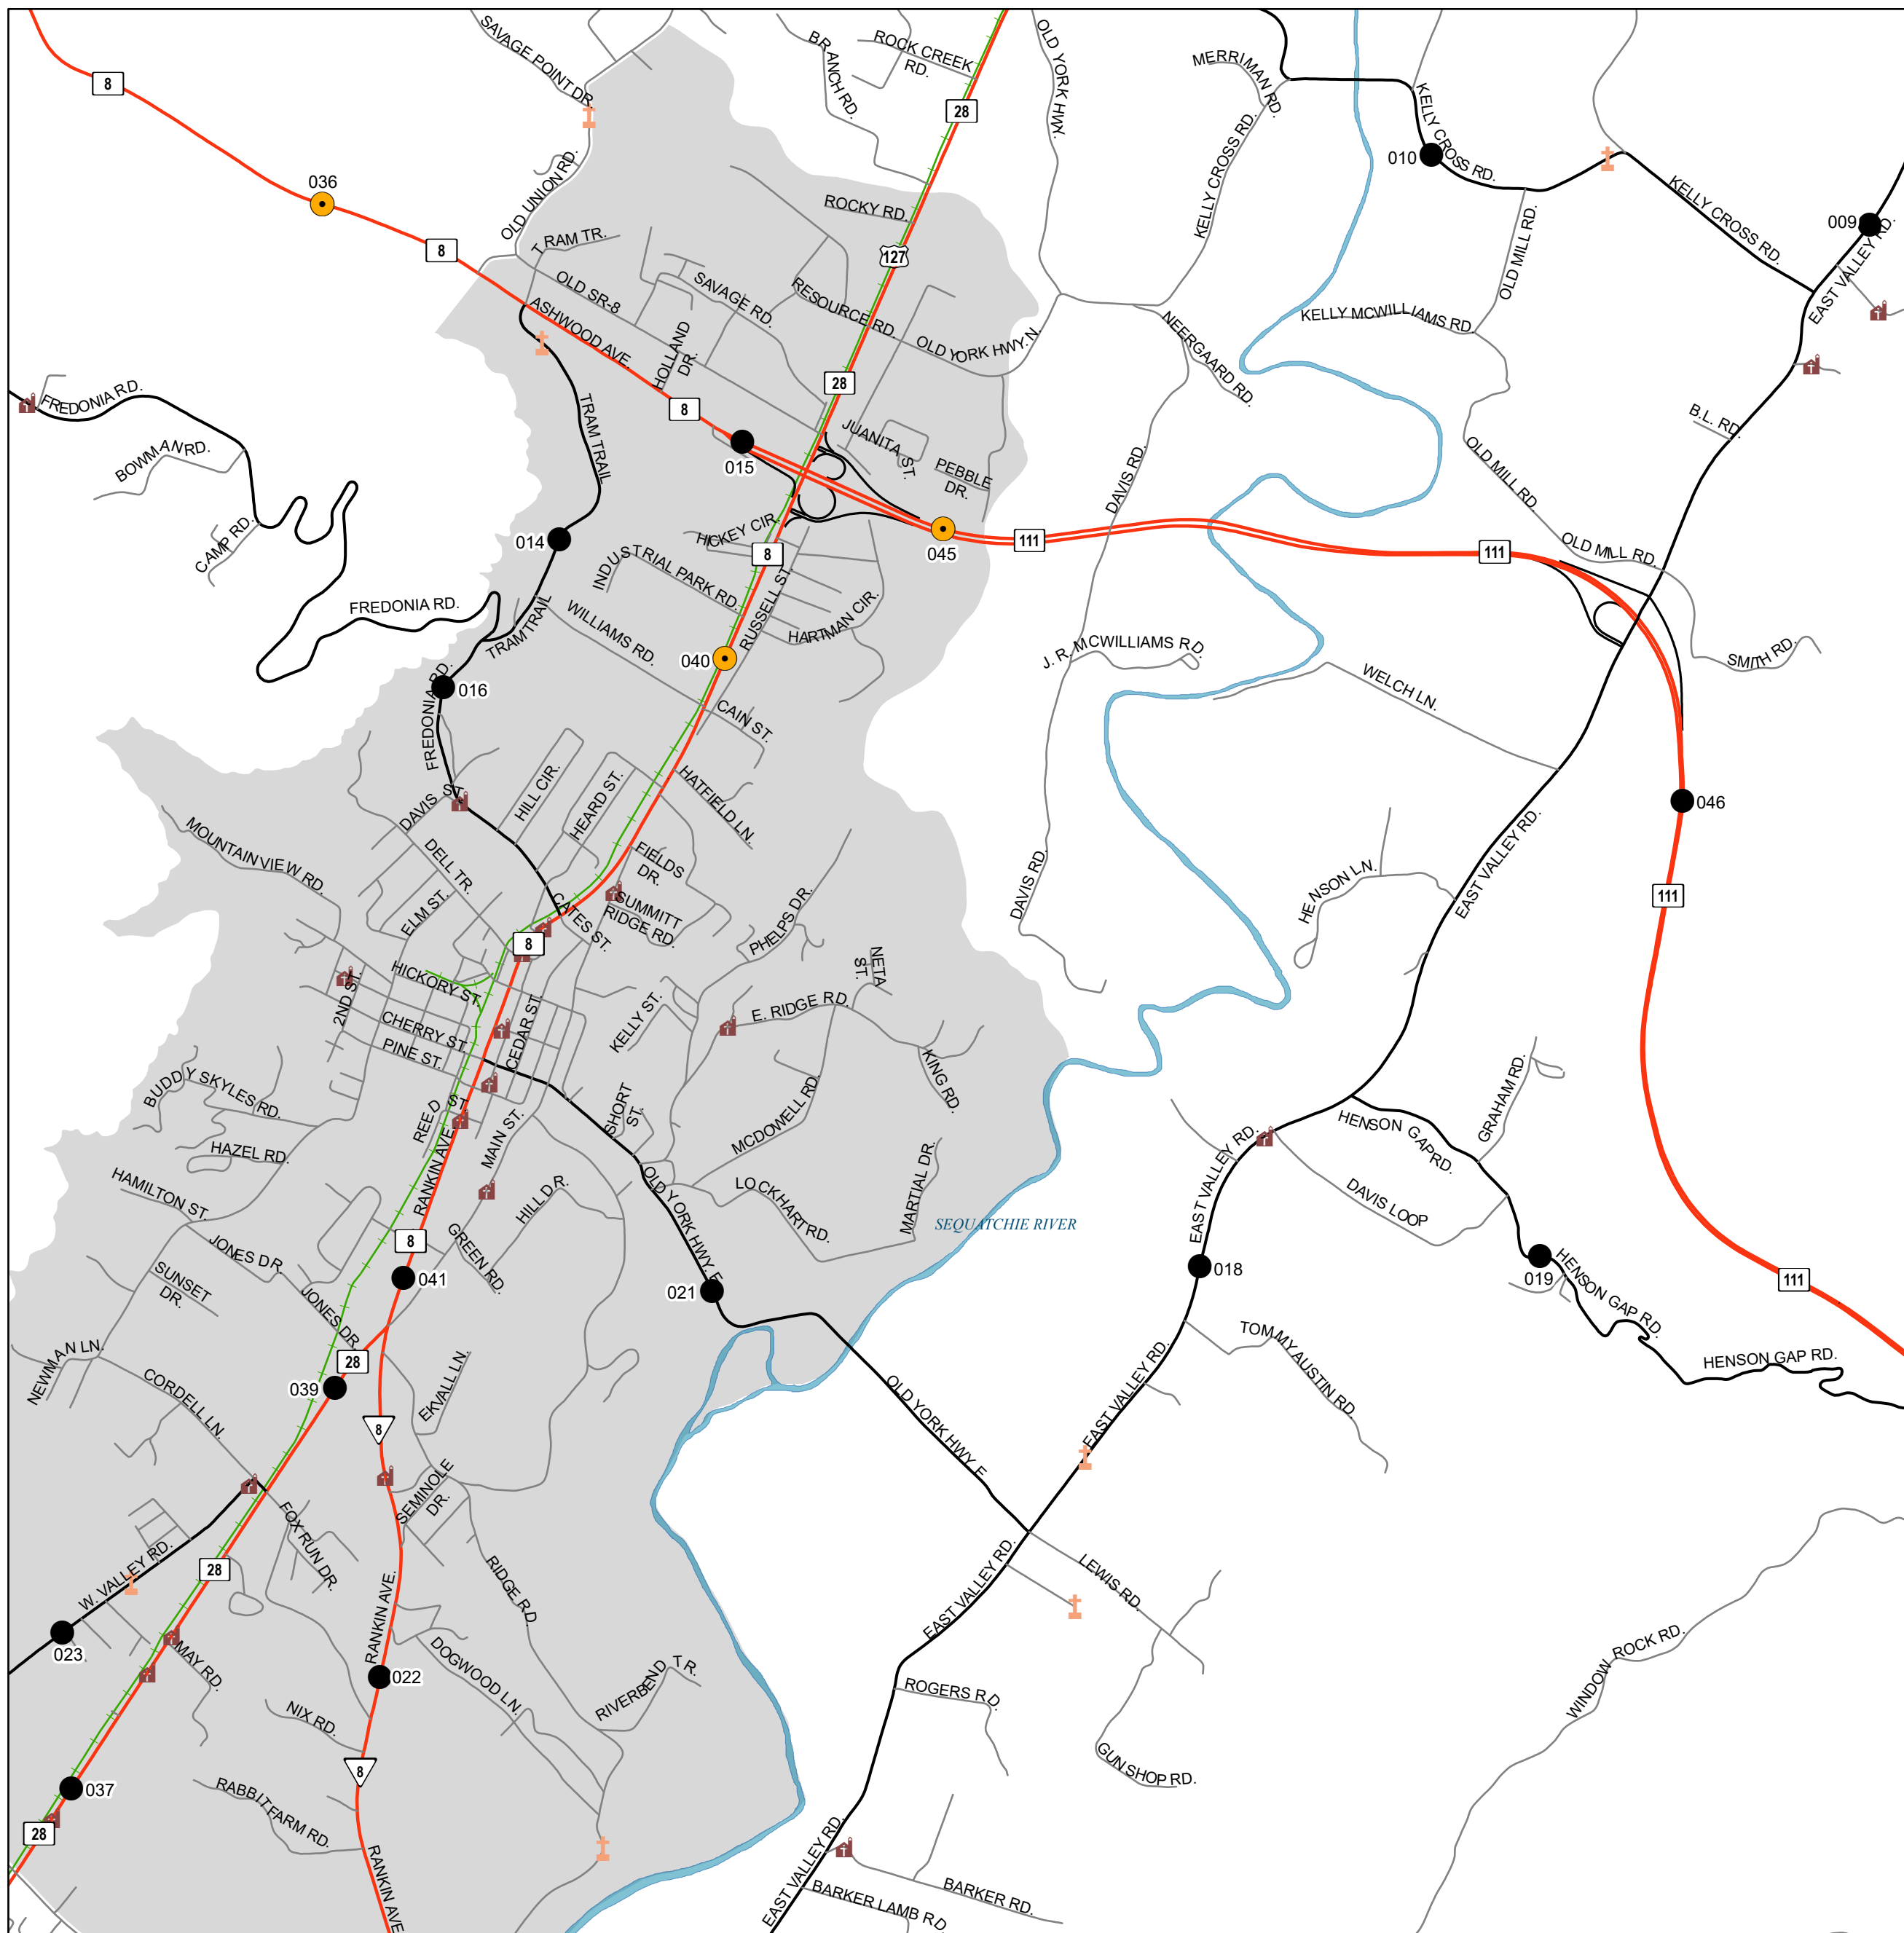 SAVAGE POINT DR.
BRANCH RD.
ROCK CREEK
RD.
OLD YORK HWY.
MERRIMAN RD.
KELLY CROSS RD.
8
28
010
KELLY CROSS RD.
KELLY CROSS RD.
036
OLD UNION RD.
ROCKY RD.
OLD MILL RD.
KELLY CROSS RD.
009
EAST VALLEY RD.
8
TRAM TR.
127
OLD SR-8
SAVAGE RD.
RESOURCE RD.
ASHWOOD AVE.
HOLLAND
DR.
OLD YORK HWY. N.
NEERGAARD RD.
KELLY MCWILLIAMS RD.
28
FREDONIA RD.
BOWMAN RD.
TRAM TRAIL
8
015
JUANITA ST.
PEBBLE
DR.
B.L. RD.
DAVIS RD.
OLD MILL RD.
CAMP RD.
014
HICKEY CIR.
8
045
111
111
OLD MILL RD.
INDUSTRIAL PARK RD.
RUSSELL ST.
HARTMAN CIR.
FREDONIA RD.
TRAM TRAIL
WILLIAMS RD.
040
J. R. MCWILLIAMS RD.
SMITH RD.
FREDONIA RD.
016
CAIN ST.
WELCH LN.
DAVIS ST.
HILL CIR.
HEARD ST.
HATFIELD LN.
046
MOUNTAIN VIEW RD.
DELL TR.
FIELDS
DR.
EAST VALLEY RD.
DAVIS RD.
HENSON LN.
111
ELM ST.
CATES ST.
SUMMITT
RIDGE RD.
PHELPS DR.
8
HICKORY ST.
NETA
ST.
2ND ST.
CHERRY ST.
PINE ST.
CEDAR ST.
KELLY ST.
E. RIDGE RD.
KING RD.
BUDDY SKYLES RD.
REED ST.
SHORT
ST.
MCDOWELL RD.
GRAHAM RD.
HENSON GAP RD.
HAZEL RD.
RANKIN AVE.
MAIN ST.
EAST VALLEY RD.
HAMILTON ST.
HILL DR.
OLD YORK HWY. E
LOCKHART RD.
MARTIAL DR.
DAVIS LOOP
SEQUATCHIE RIVER
JONES DR.
8
GREEN RD.
EAST VALLEY RD.
018
019
HENSON GAP RD.
111
SUNSET
DR.
041
021
JONES DR.
NEWMAN LN.
28
039
TOMMY AUSTIN RD.
HENSON GAP RD.
CORDELL LN.
EKVALL LN.
OLD YORK HWY E
EAST VALLEY RD.
8
SEMINOLE
DR.
FOX RUN DR.
W. VALLEY RD.
28
RIDGE RD.
EAST VALLEY RD.
LEWIS RD.
023
RANKIN AVE.
MAY RD.
022
DOGWOOD LN.
RIVERBEND TR.
WINDOW ROCK RD.
NIX RD.
ROGERS RD.
037
8
GUN SHOP RD.
RABBIT FARM RD.
28
RANKIN AVE
EAST VALLEY RD.
BARKER LAMB RD.
BARKER RD.